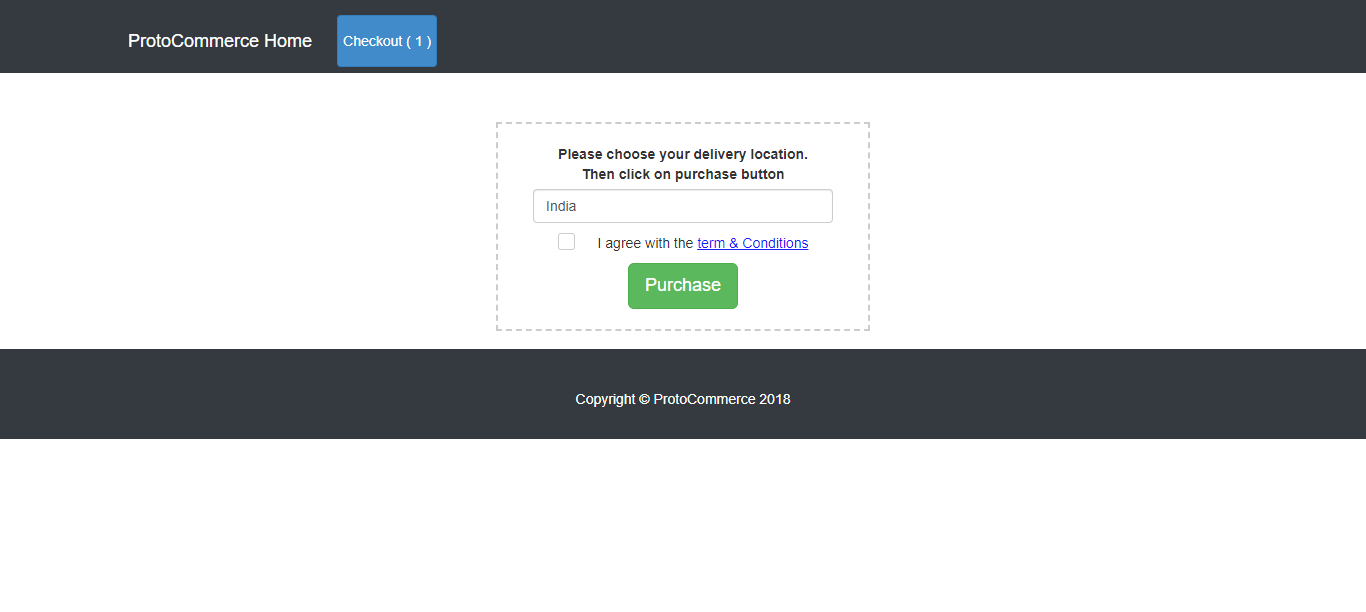 ProtoCommerce Home
Checkout ( 1 )
Please choose your delivery location.
Then click on purchase button
India
I agree with the term & Conditions
Purchase
Copyright © ProtoCommerce 2018